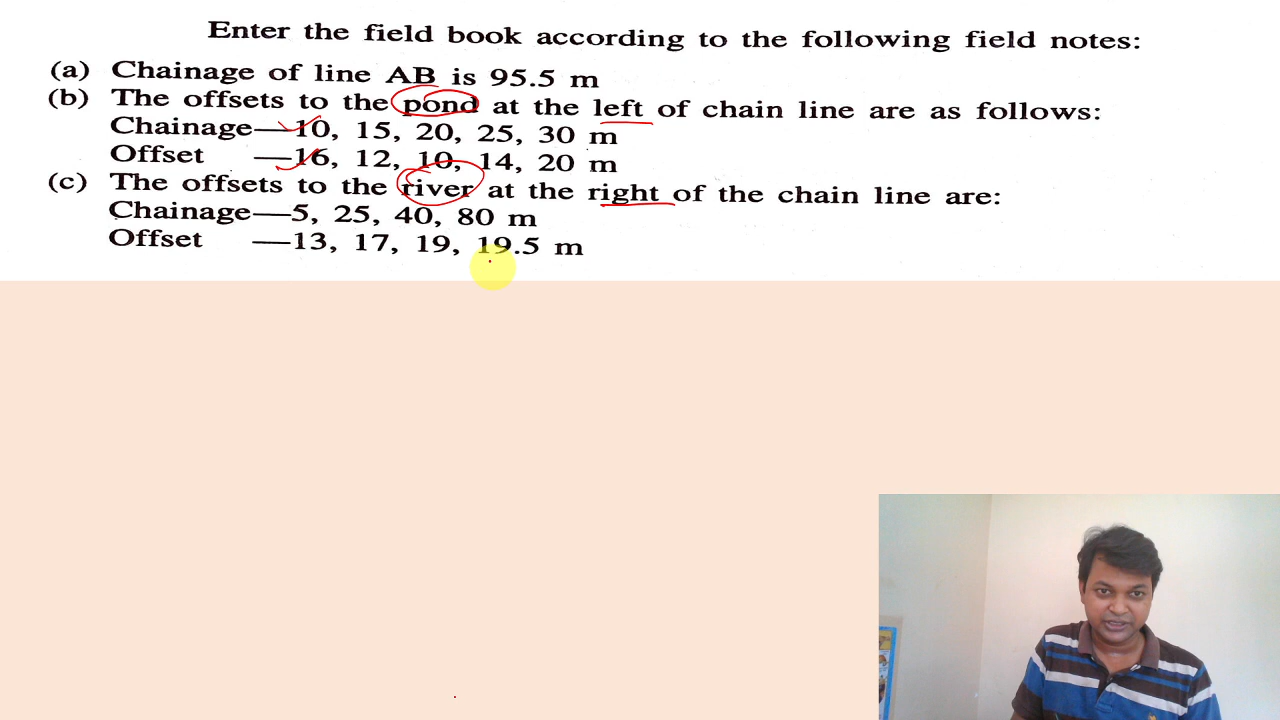 Enter the field book according to the following field notes:
(a) Chainage of line AB is 95.5 m
(b) The offsets to the pond at the left of chain line are as follows:
Chainage—10, 15, 20, 25, 30 m
Offset —16, 12, 10, 14, 20 m
(c) The offsets to the river at the right of the chain line are:
Chainage—5, 25, 40, 80 m
Offset —13, 17, 19, 19.5 m